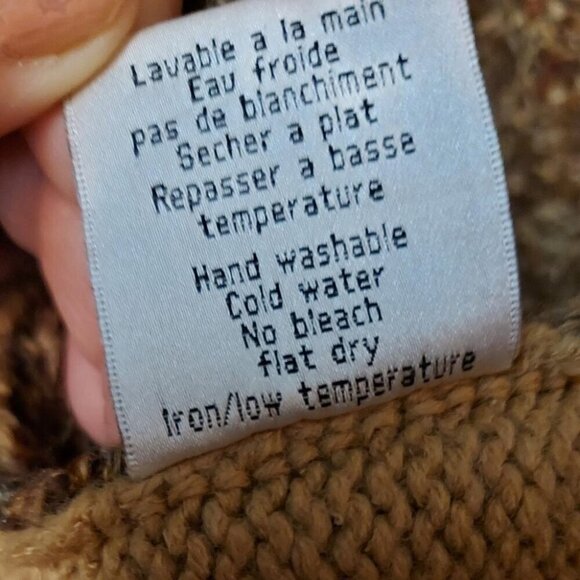 Lavable a la main
Eau froide
pas de blanchiment
Secher a plat
Repasser a basse
temperature
Hand washable
Cold water
No bleach
flat dry
Iron/low temperature